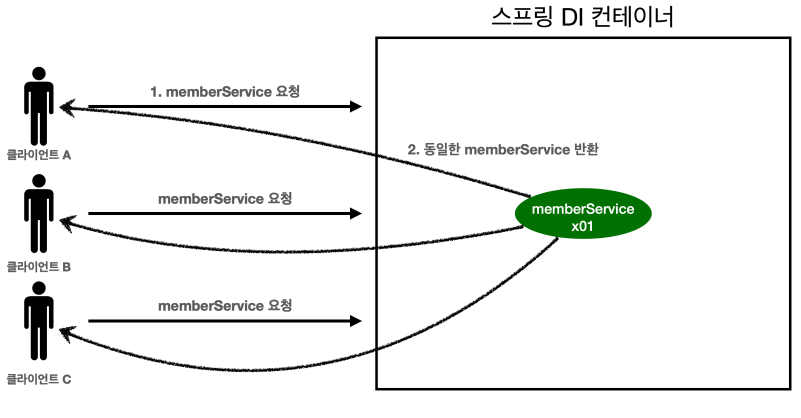 스프링 DI 컨테이너
1. memberService 요청
2. 동일한 memberService 반환
클라이언트 A
memberService 요청
memberService
x01
클라이언트 B
memberService 요청
클라이언트 C